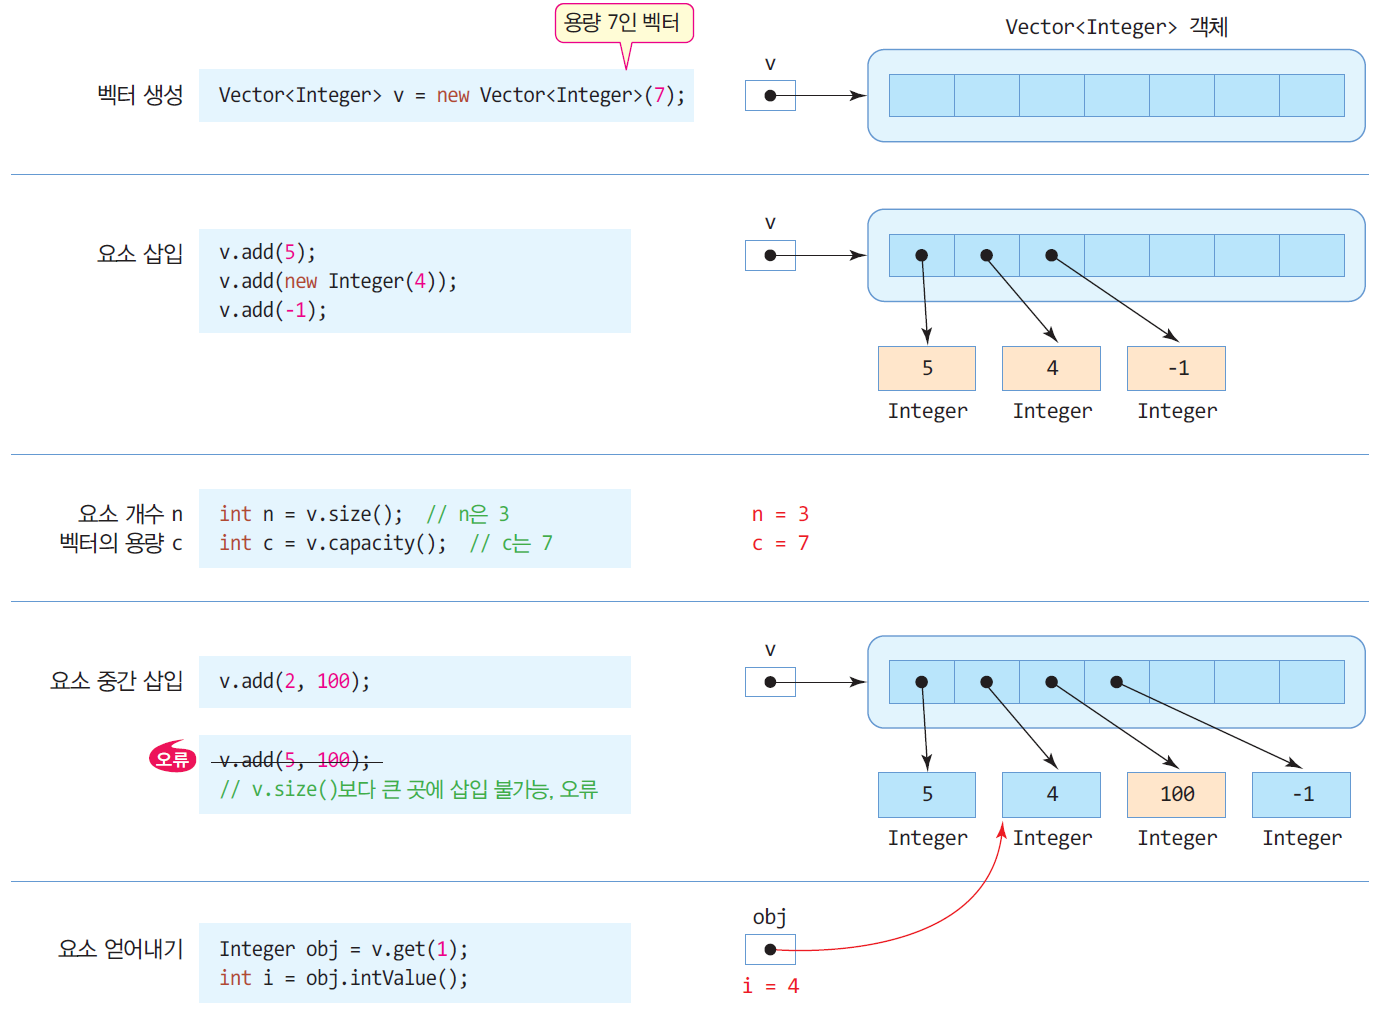 용량 7인 벡터
Vector<Integer> 객체
벡터 생성
Vector<Integer> v = new Vector<Integer>(7);
v
요소 삽입
v.add(5);
v.add(new Integer(4));
v.add(-1);
v
5
4
-1
Integer
Integer
Integer
요소 개수 n
벡터의 용량 c
int n = v.size();  // n은 3
int c = v.capacity();  // c는 7
n = 3
c = 7
요소 중간 삽입
v.add(2, 100);
오류
v.add(5, 100);
// v.size()보다 큰 곳에 삽입 불가능, 오류
v
5
4
100
-1
Integer
Integer
Integer
Integer
요소 얻어내기
Integer obj = v.get(1);
int i = obj.intValue();
obj
i = 4